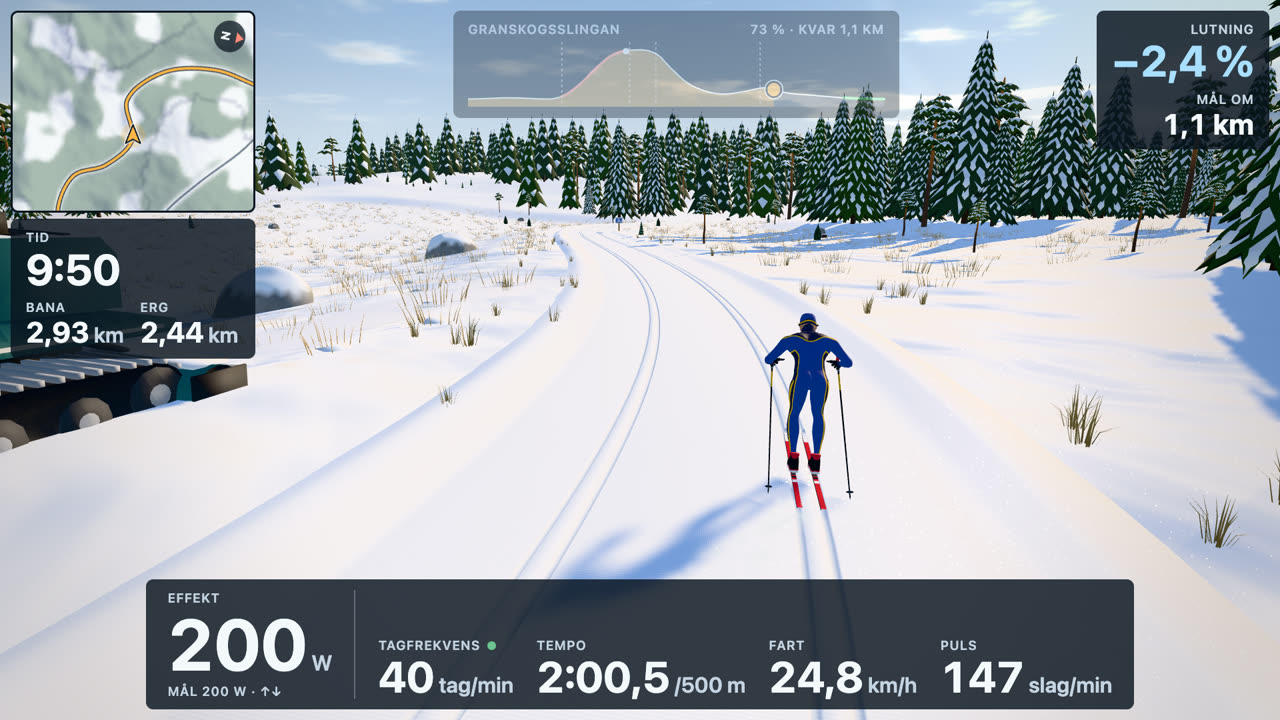 N
GRANSKOGSSLINGAN
73 % · KVAR 1,1 KM
LUTNING
−2,4 %
MÅL OM
1,1 km
TID
9:50
BANA
ERG
2,93 km
2,44 km
EFFEKT
200 W
MÅL 200 W · ↑↓
TAGFREKVENS
40 tag/min
TEMPO
2:00,5 /500 m
FART
24,8 km/h
PULS
147 slag/min